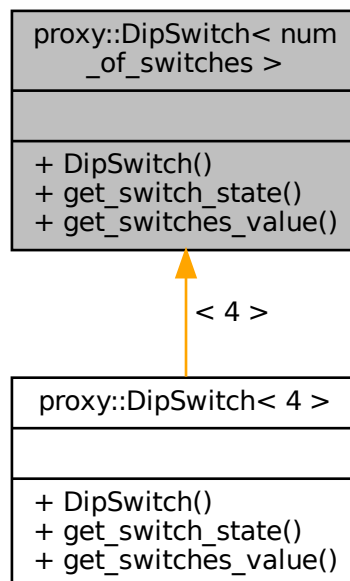 proxy::DipSwitch< num
_of_switches >
+ DipSwitch()
+ get_switch_state()
+ get_switches_value()
< 4 >
proxy::DipSwitch< 4 >
+ DipSwitch()
+ get_switch_state()
+ get_switches_value()